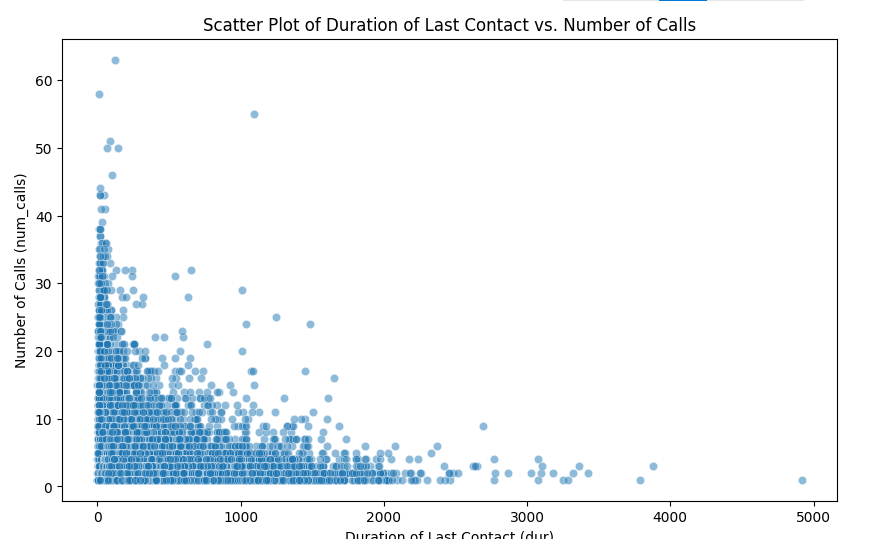 Scatter Plot of Duration of Last Contact vs. Number of Calls
Number of Calls (num_calls)
60
50
40
30
20
10
0
0 1000 2000 3000 4000 5000
Duration of Last Contact (dur)